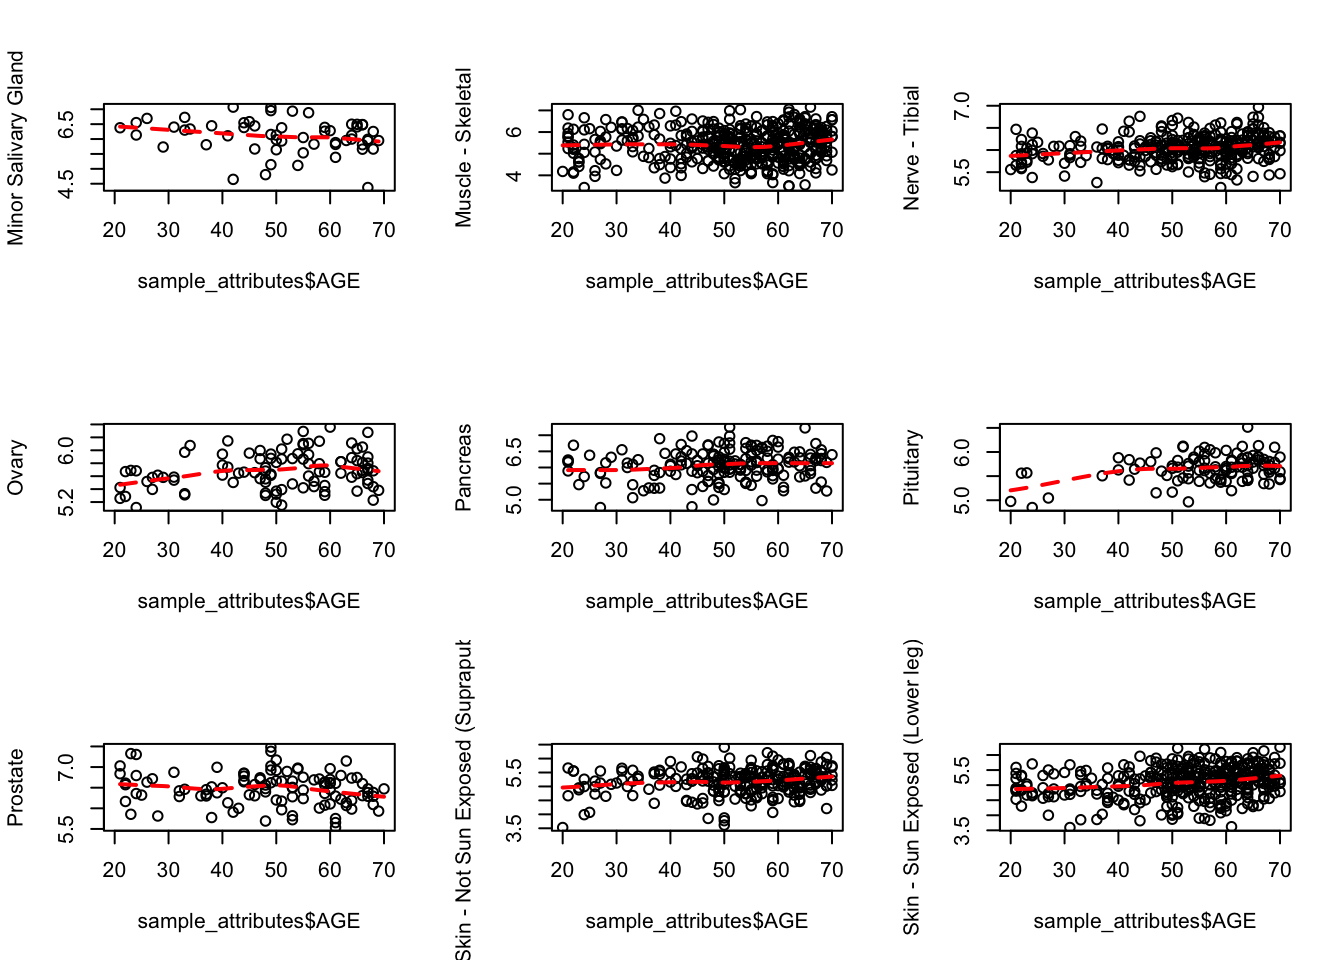 Minor Salivary Gland
6.5
4.5
20 30 40 50 60 70
sample_attributes$AGE
Muscle - Skeletal
6
4
20 30 40 50 60 70
sample_attributes$AGE
Nerve - Tibial
7.0
5.5
20 30 40 50 60 70
sample_attributes$AGE
Ovary
6.0
5.2
20 30 40 50 60 70
sample_attributes$AGE
Pancreas
6.5
5.0
20 30 40 50 60 70
sample_attributes$AGE
Pituitary
6.0
5.0
20 30 40 50 60 70
sample_attributes$AGE
Prostate
7.0
5.5
20 30 40 50 60 70
sample_attributes$AGE
Skin - Not Sun Exposed (Suprapub
5.5
3.5
20 30 40 50 60 70
sample_attributes$AGE
Skin - Sun Exposed (Lower leg)
5.5
3.5
20 30 40 50 60 70
sample_attributes$AGE